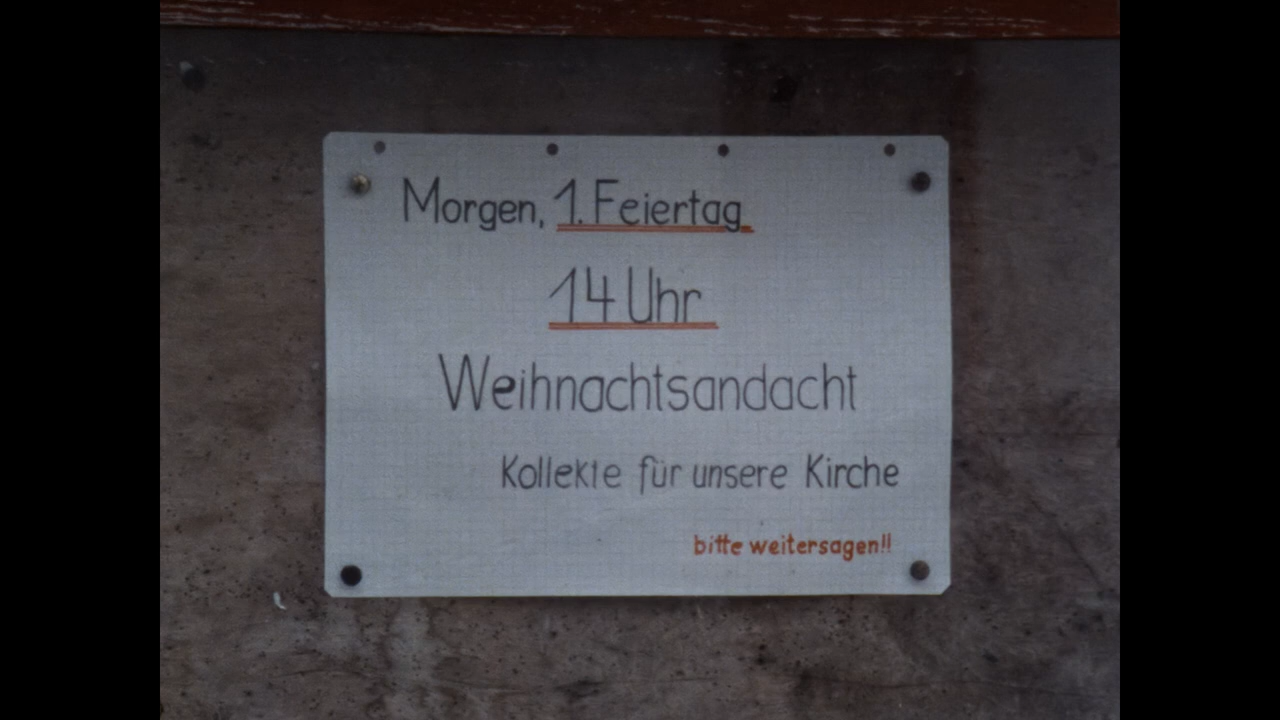 Morgen, 1. Feiertag
14 Uhr
Weihnachtsandacht
Kollekte für unsere Kirche
bitte weitersagen!!